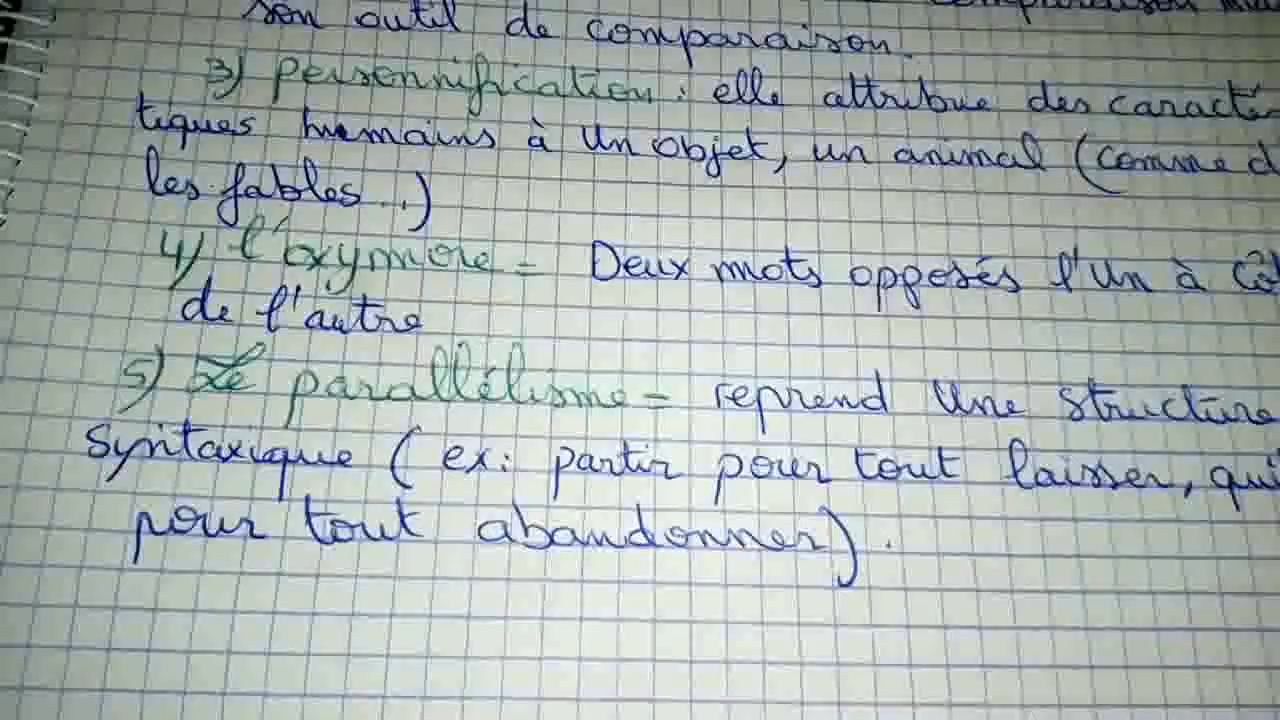 son outil de comparaison.
3) Personnification : elle attribue des caracté
tiques humains à un objet, un animal (comme d
les fables...)
4) l'oxymore = Deux mots opposés l'un à cô
de l'autre
5) Le parallélisme = reprend une structure
syntaxique (ex: partir pour tout laisser, qui
pour tout abandonner).